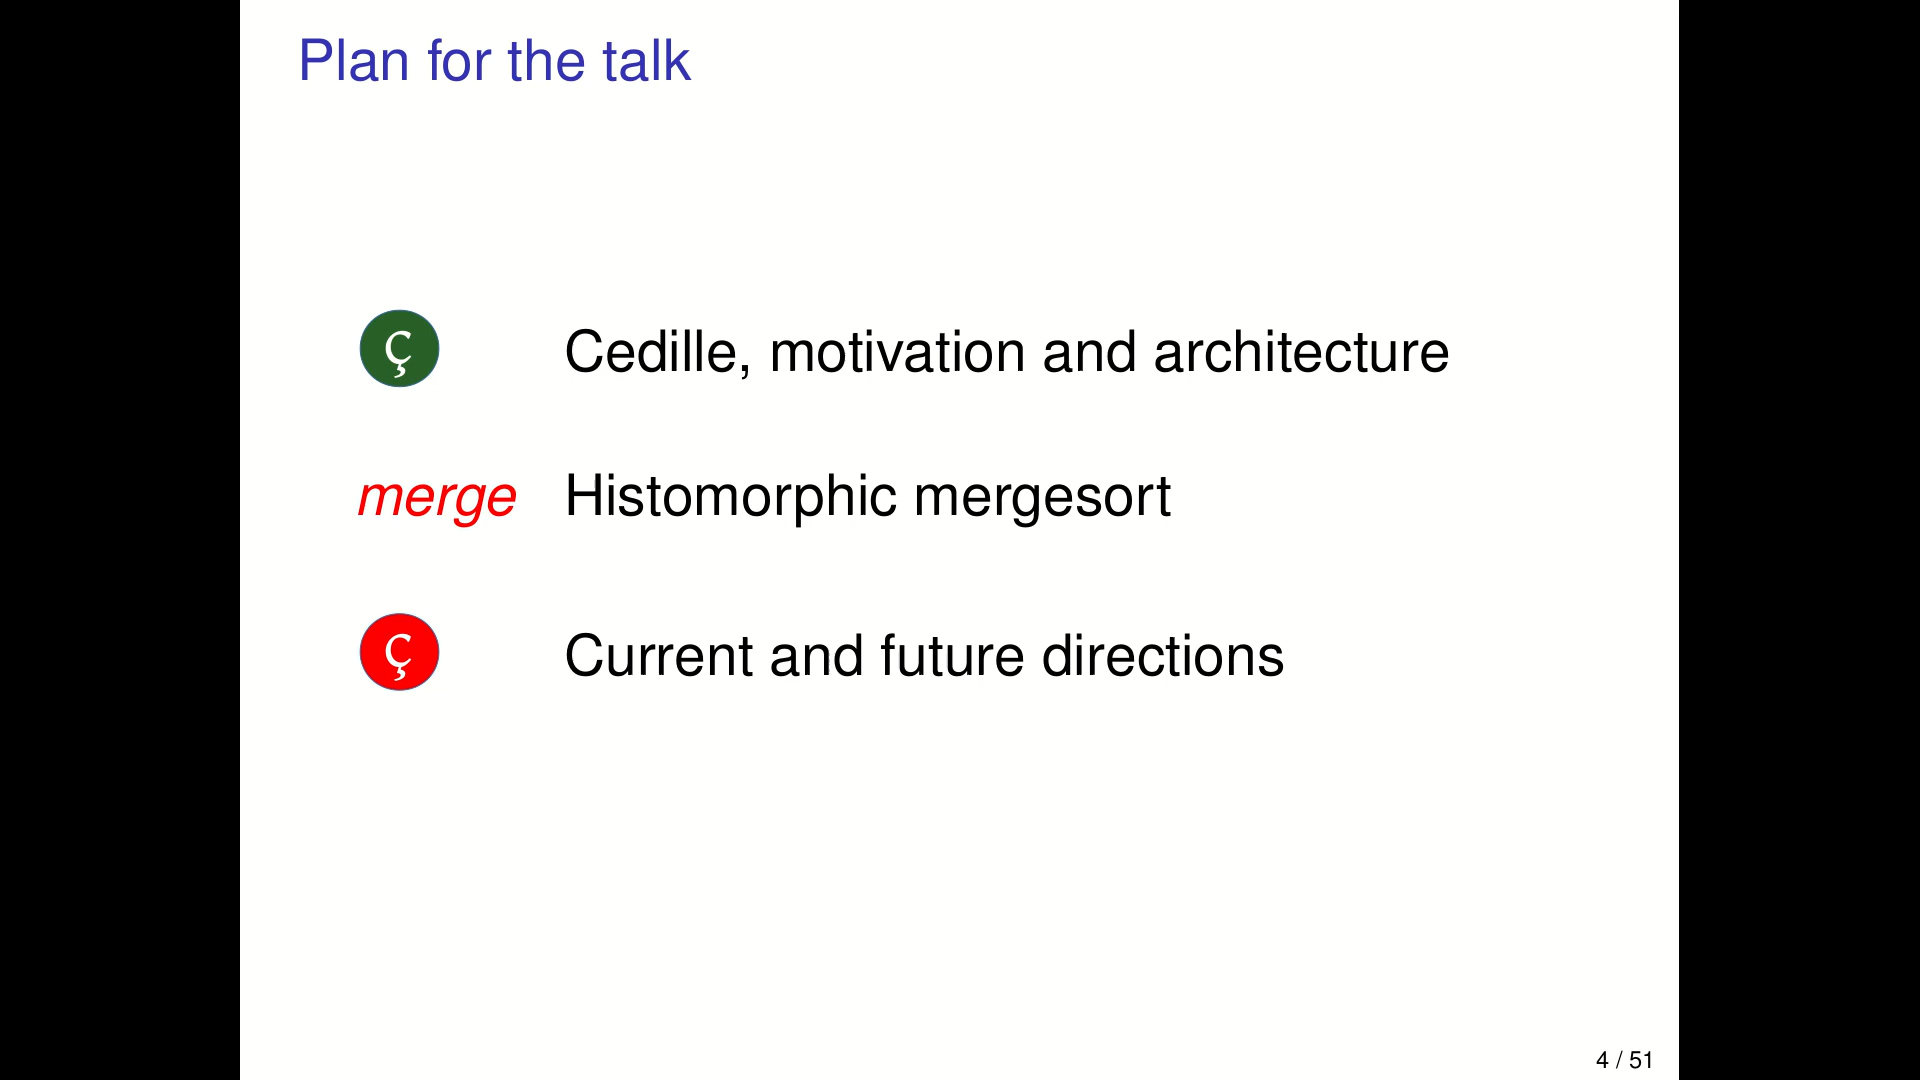 Plan for the talk
Ç Cedille, motivation and architecture
merge Histomorphic mergesort
Ç Current and future directions
4 / 51